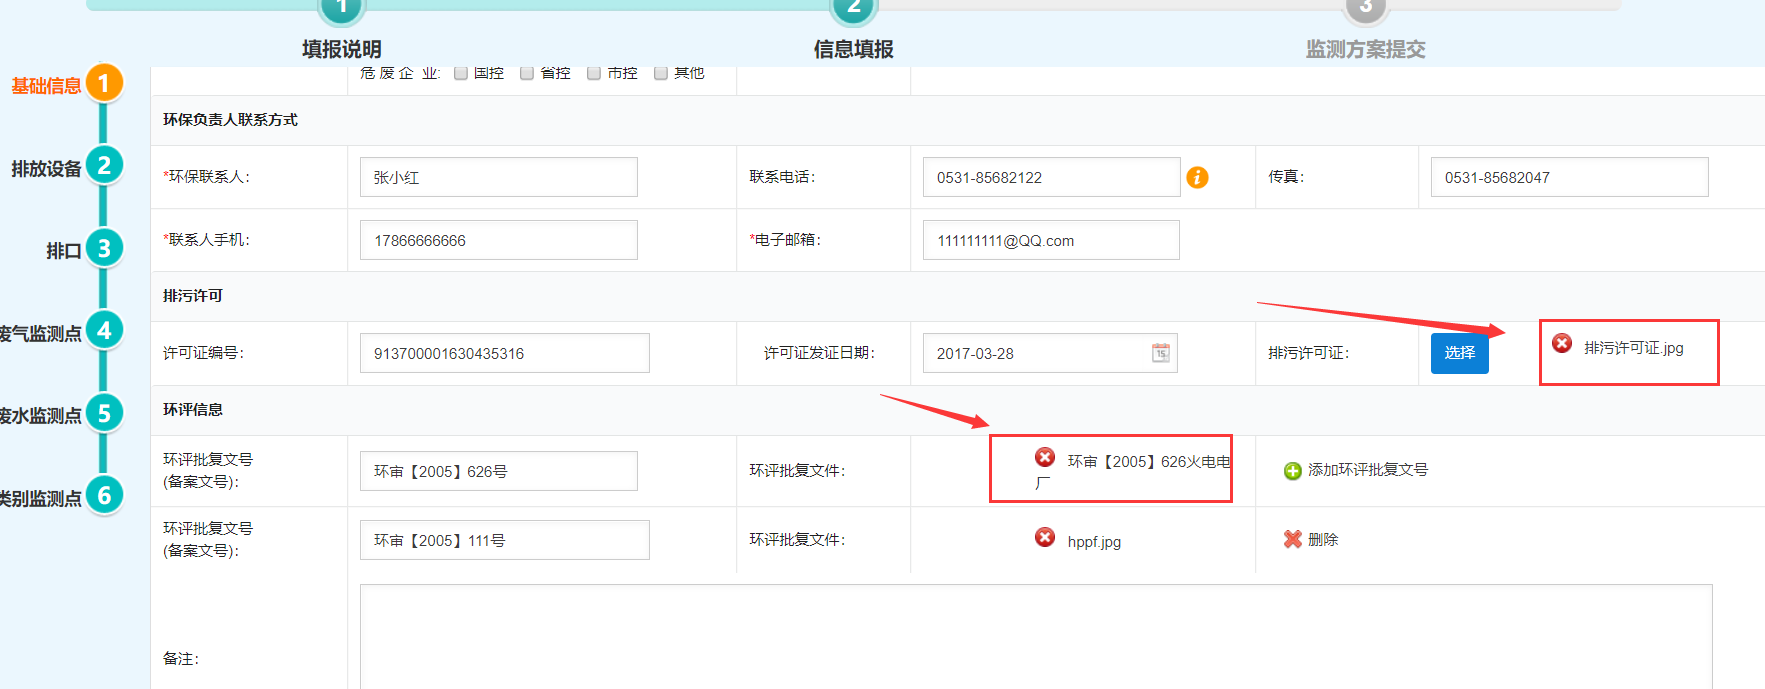 1
2
3
填报说明
信息填报
监测方案提交
基础信息 1
排放设备 2
排口 3
废气监测点 4
废水监测点 5
类别监测点 6
危 废 企 业: 国控 省控 市控 其他
环保负责人联系方式
*环保联系人: 张小红 联系电话: 0531-85682122 传真: 0531-85682047
*联系人手机: 17866666666 *电子邮箱: 111111111@QQ.com
排污许可
许可证编号: 913700001630435316 许可证发证日期: 2017-03-28 15 排污许可证: 选择 排污许可证.jpg
环评信息
环评批复文号
(备案文号): 环审【2005】626号 环评批复文件: 环审【2005】626火电电
厂
添加环评批复文号
环评批复文号
(备案文号): 环审【2005】111号 环评批复文件: hppf.jpg 删除
备注: